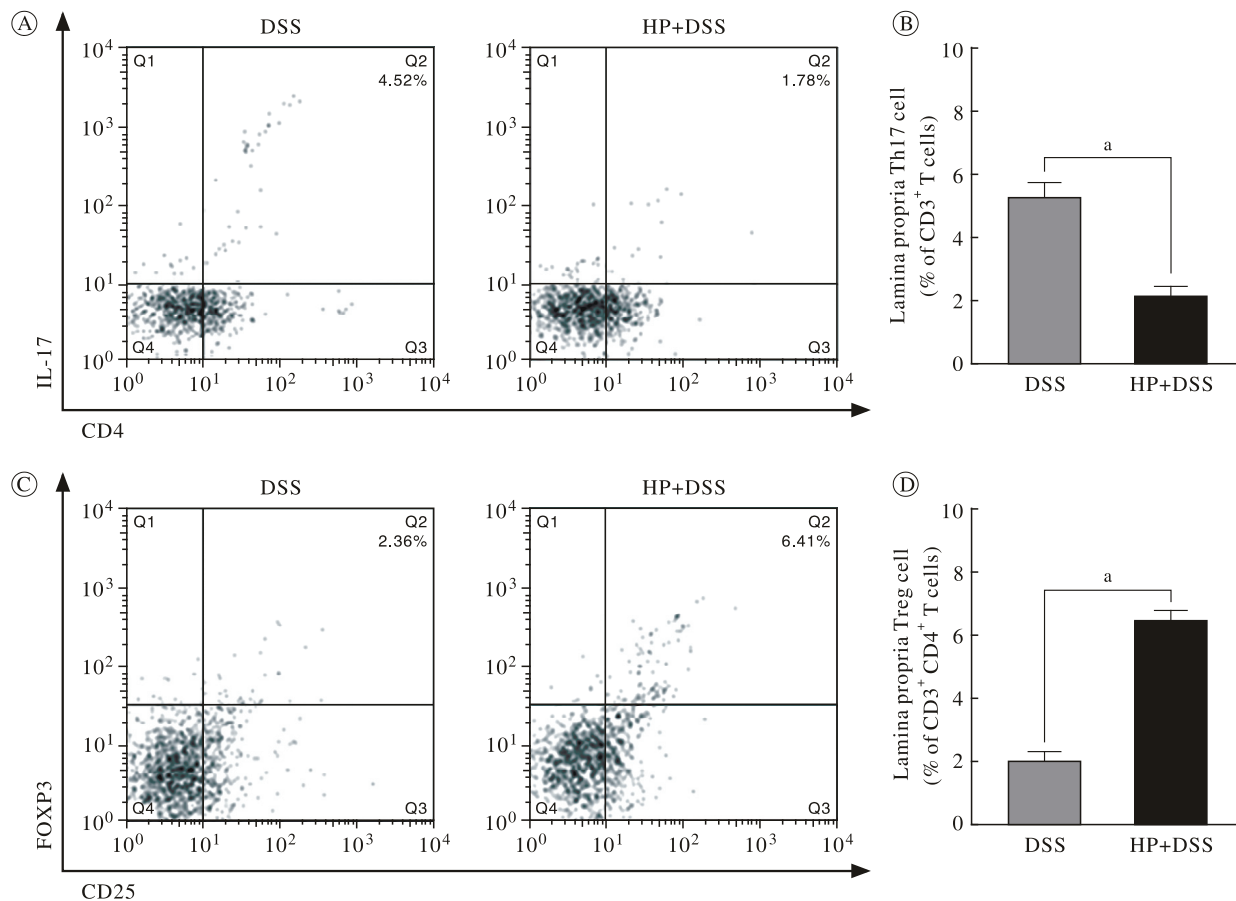 Ⓐ
DSS
HP+DSS
10⁴
10³
10²
10¹
10⁰
Q1
Q2
4.52%
Q4
Q3
10⁰ 10¹ 10² 10³ 10⁴
10⁴
10³
10²
10¹
10⁰
Q1
Q2
1.78%
Q4
Q3
10⁰ 10¹ 10² 10³ 10⁴
IL-17
CD4
Ⓑ
Lamina propria Th17 cell
(% of CD3⁺ T cells)
10
8
6
4
2
0
a
DSS
HP+DSS
Ⓒ
DSS
HP+DSS
10⁴
10³
10²
10¹
10⁰
Q1
Q2
2.36%
Q4
Q3
10⁰ 10¹ 10² 10³ 10⁴
10⁴
10³
10²
10¹
10⁰
Q1
Q2
6.41%
Q4
Q3
10⁰ 10¹ 10² 10³ 10⁴
FOXP3
CD25
Ⓓ
Lamina propria Treg cell
(% of CD3⁺ CD4⁺ T cells)
10
8
6
4
2
0
a
DSS
HP+DSS